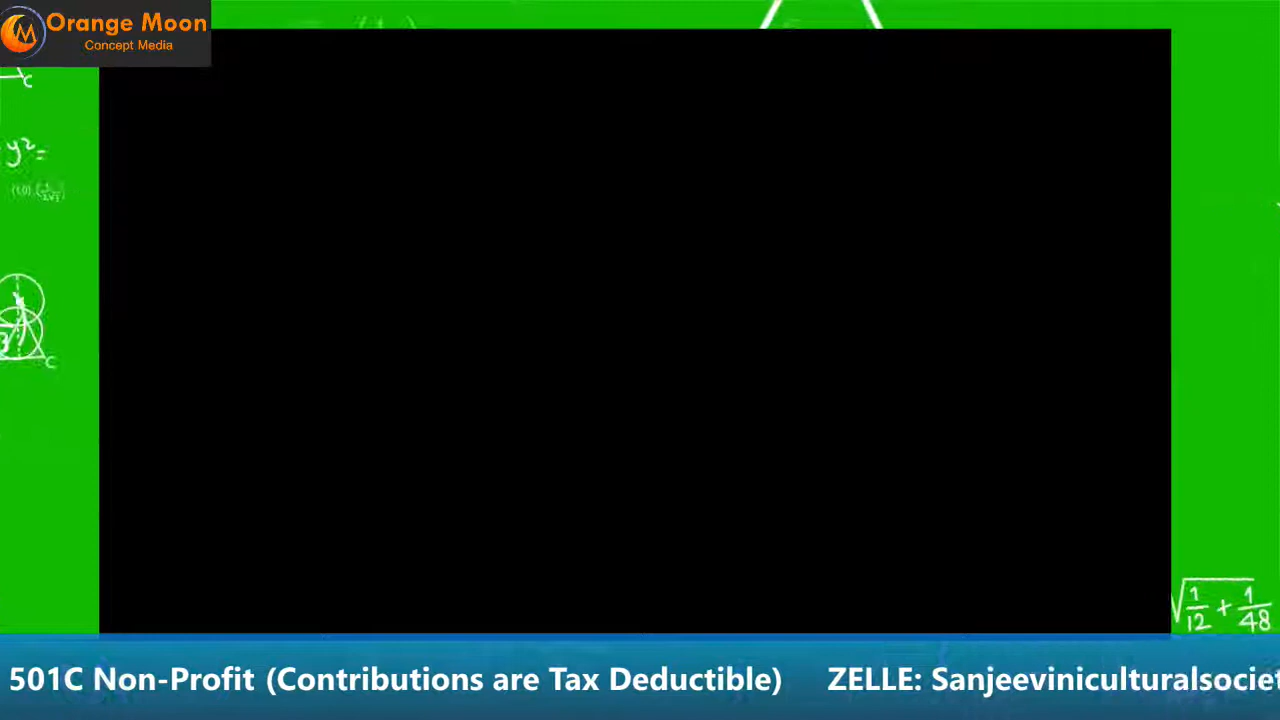 Orange Moon
Concept Media
C
y²=
C
√1/12 + 1/48
501C Non-Profit (Contributions are Tax Deductible) ZELLE: Sanjeeviniculturalsociet